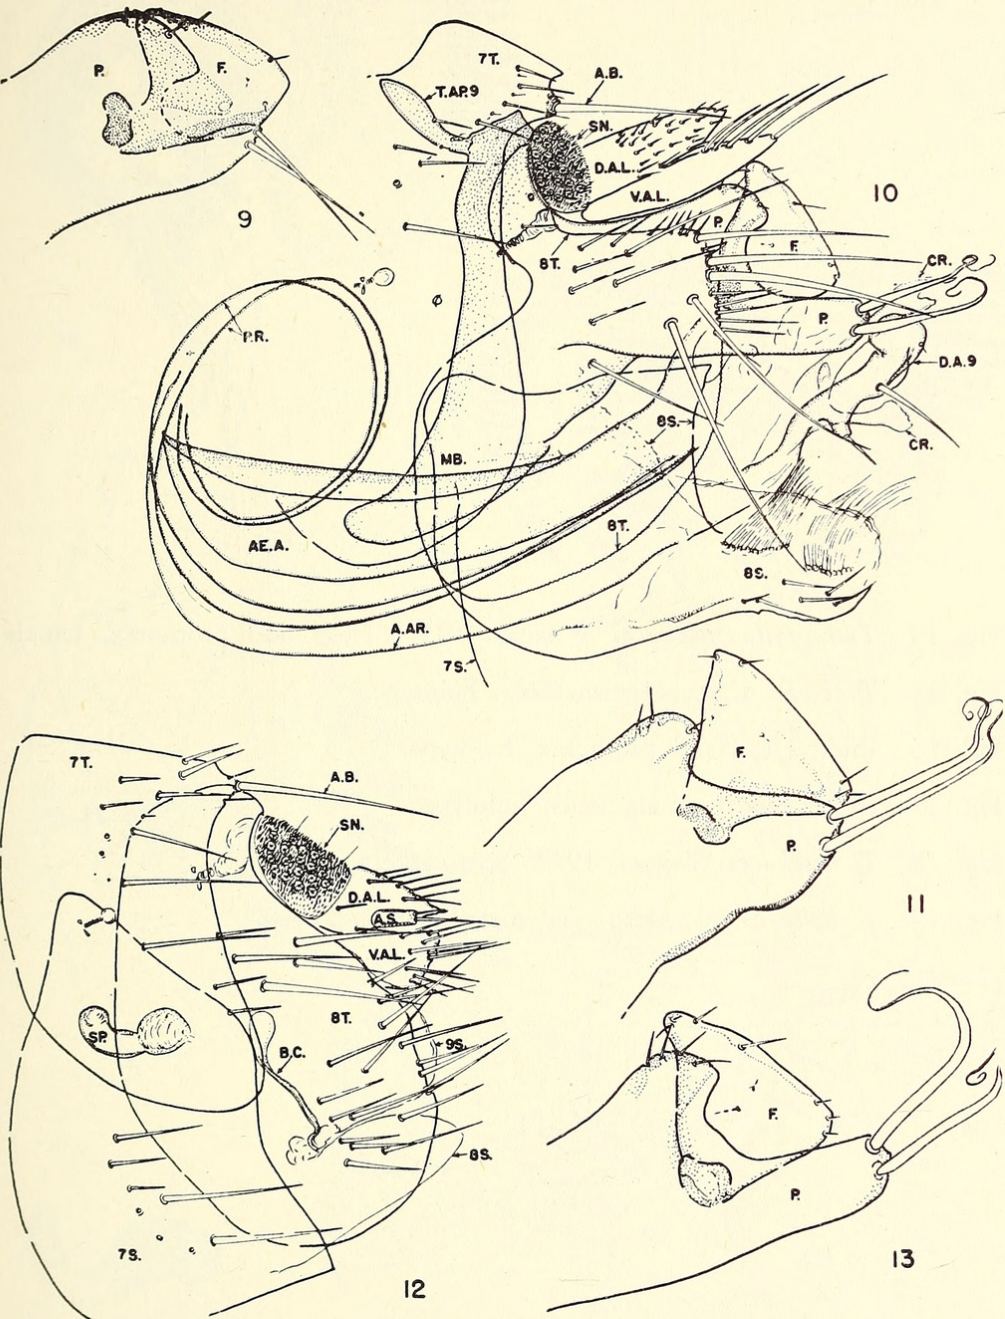 P.
F.
9
7T.
A.B.
T.AP.9
SN.
D.A.L.
V.A.L.
10
P.
F.
8T.
CR.
P.
P.R.
D.A.9
8S.
CR.
MB.
8T.
AE.A.
8S.
A.AR.
7S.
F.
P.
11
7T.
A.B.
SN.
D.A.L.
A.S.
V.A.L.
8T.
SP.
9S.
B.C.
8S.
7S.
12
F.
P.
13